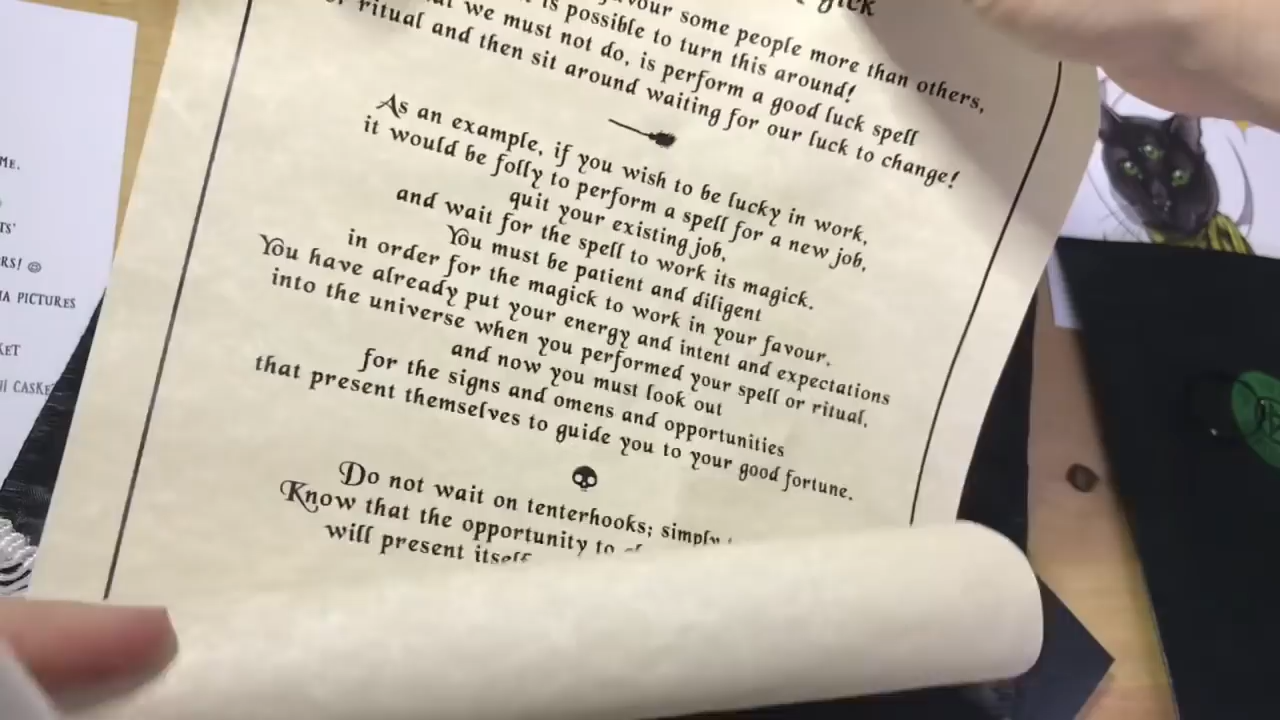 gick
vour some people more than others,
is possible to turn this around!
we must not do, is perform a good luck spell
ritual and then sit around waiting for our luck to change!
As an example, if you wish to be lucky in work,
it would be folly to perform a spell for a new job,
quit your existing job,
and wait for the spell to work its magick.
You must be patient and diligent
in order for the magick to work in your favour.
You have already put your energy and intent and expectations
into the universe when you performed your spell or ritual,
and now you must look out
for the signs and omens and opportunities
that present themselves to guide you to your good fortune.
Do not wait on tenterhooks; simply
Know that the opportunity to
will present itself
ME.
TS'
RS! ☺
IA PICTURES
KET
H CASKE